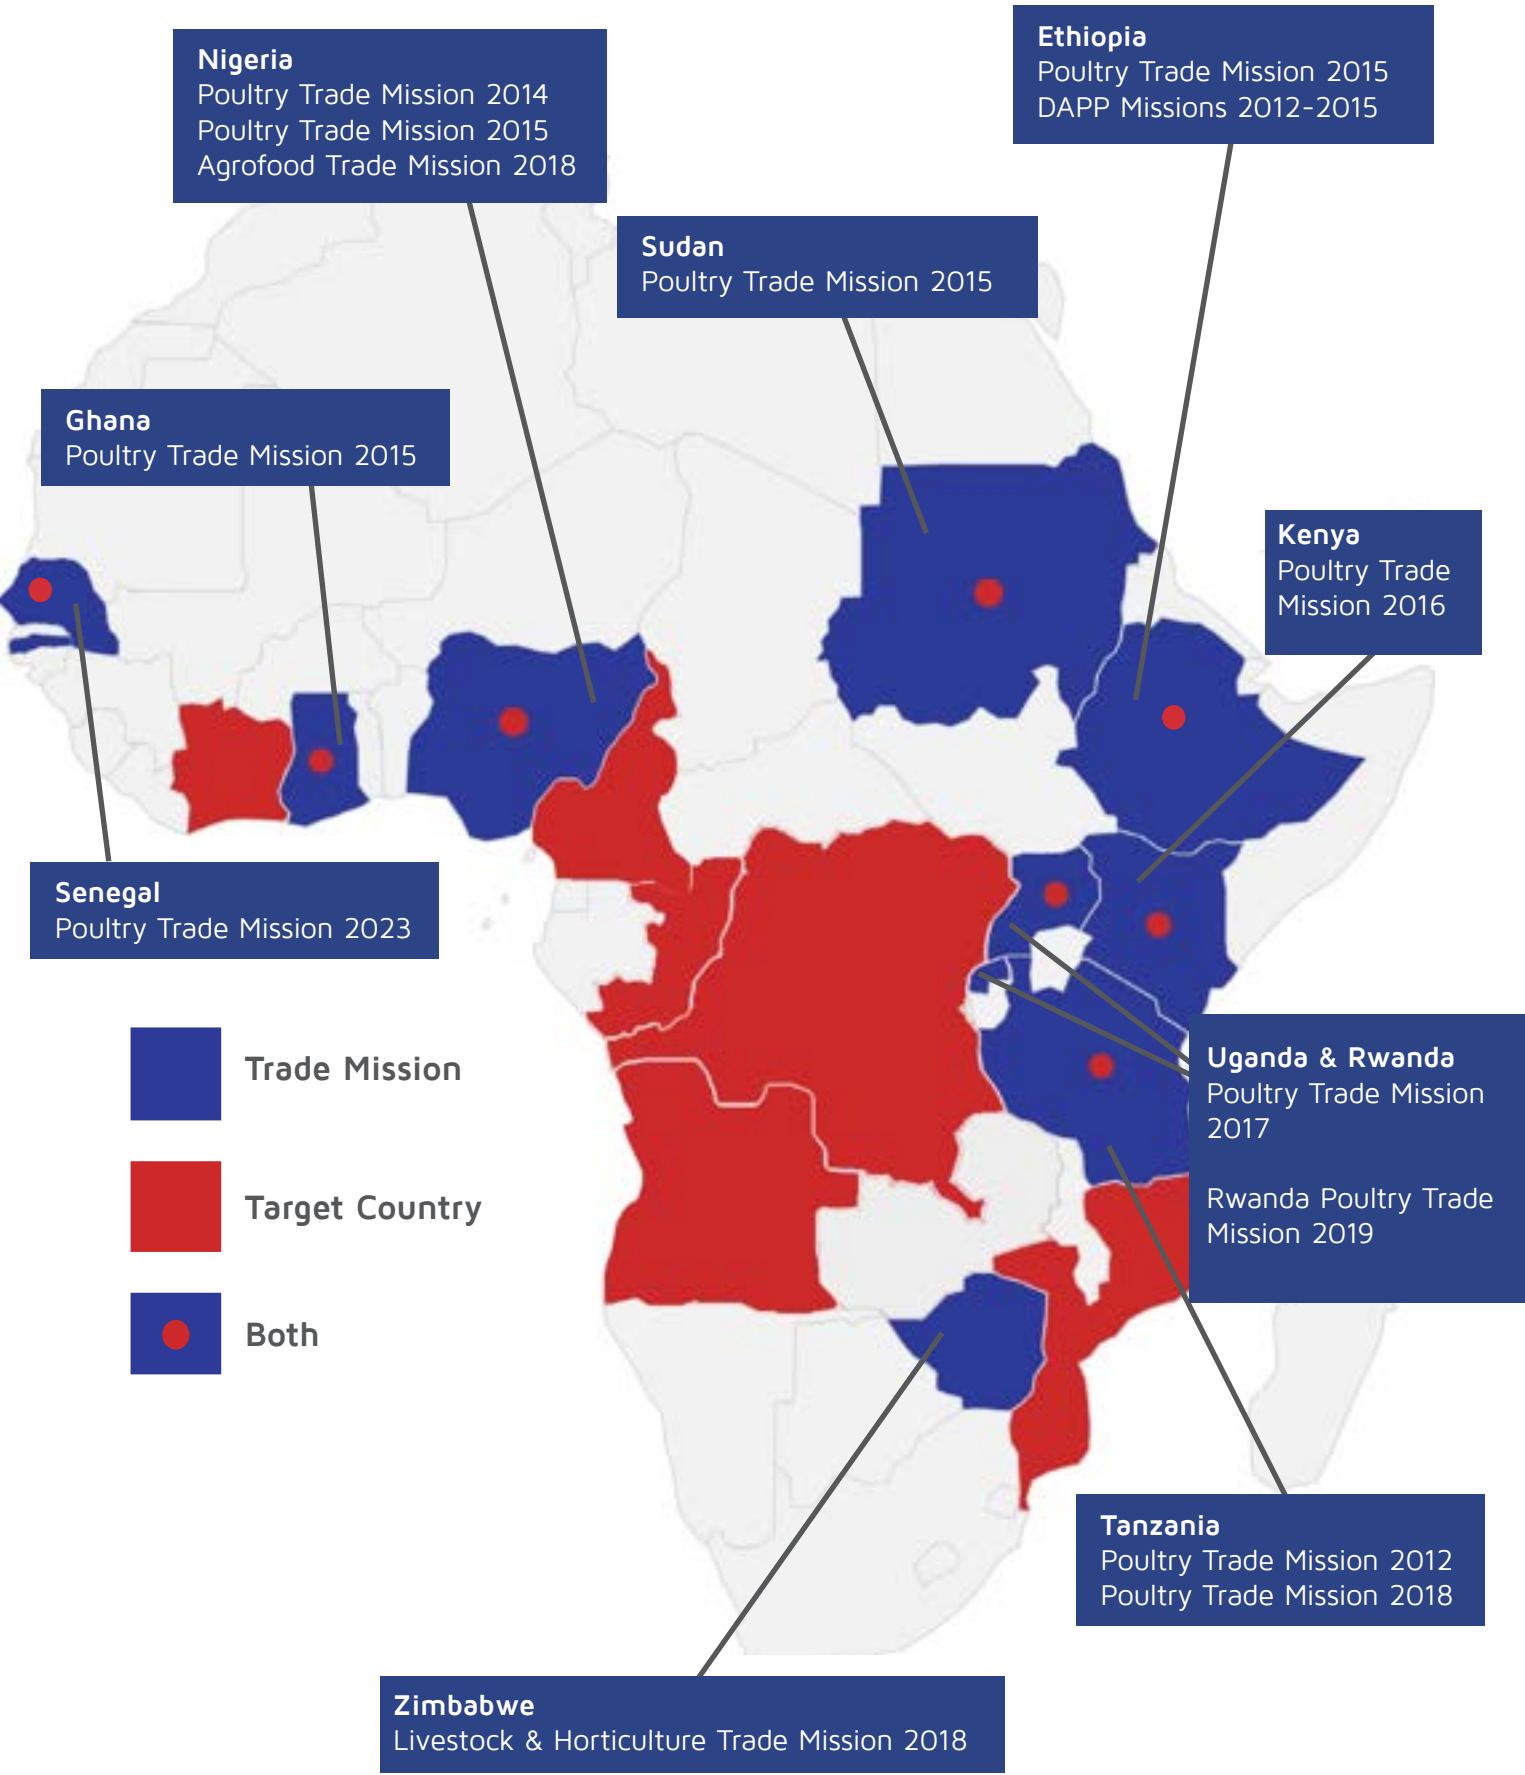 Nigeria
Poultry Trade Mission 2014
Poultry Trade Mission 2015
Agrofood Trade Mission 2018
Ethiopia
Poultry Trade Mission 2015
DAPP Missions 2012-2015
Sudan
Poultry Trade Mission 2015
Ghana
Poultry Trade Mission 2015
Kenya
Poultry Trade
Mission 2016
Senegal
Poultry Trade Mission 2023
Trade Mission
Target Country
Both
Uganda & Rwanda
Poultry Trade Mission
2017
Rwanda Poultry Trade
Mission 2019
Tanzania
Poultry Trade Mission 2012
Poultry Trade Mission 2018
Zimbabwe
Livestock & Horticulture Trade Mission 2018